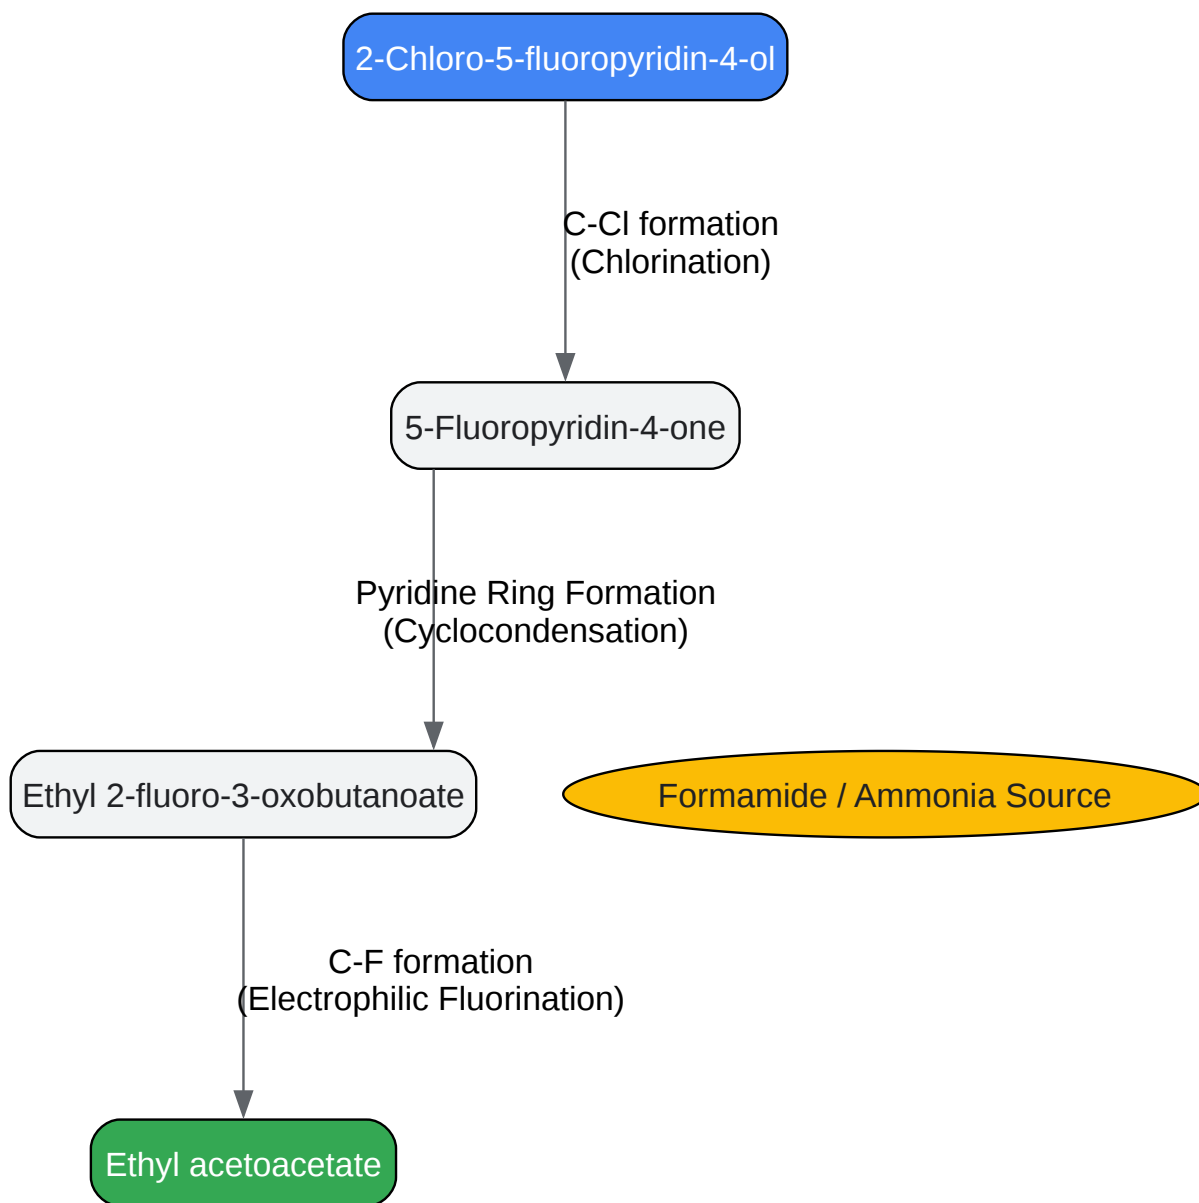 2-Chloro-5-fluoropyridin-4-ol
C-Cl formation
(Chlorination)
5-Fluoropyridin-4-one
Pyridine Ring Formation
(Cyclocondensation)
Ethyl 2-fluoro-3-oxobutanoate
Formamide / Ammonia Source
C-F formation
(Electrophilic Fluorination)
Ethyl acetoacetate